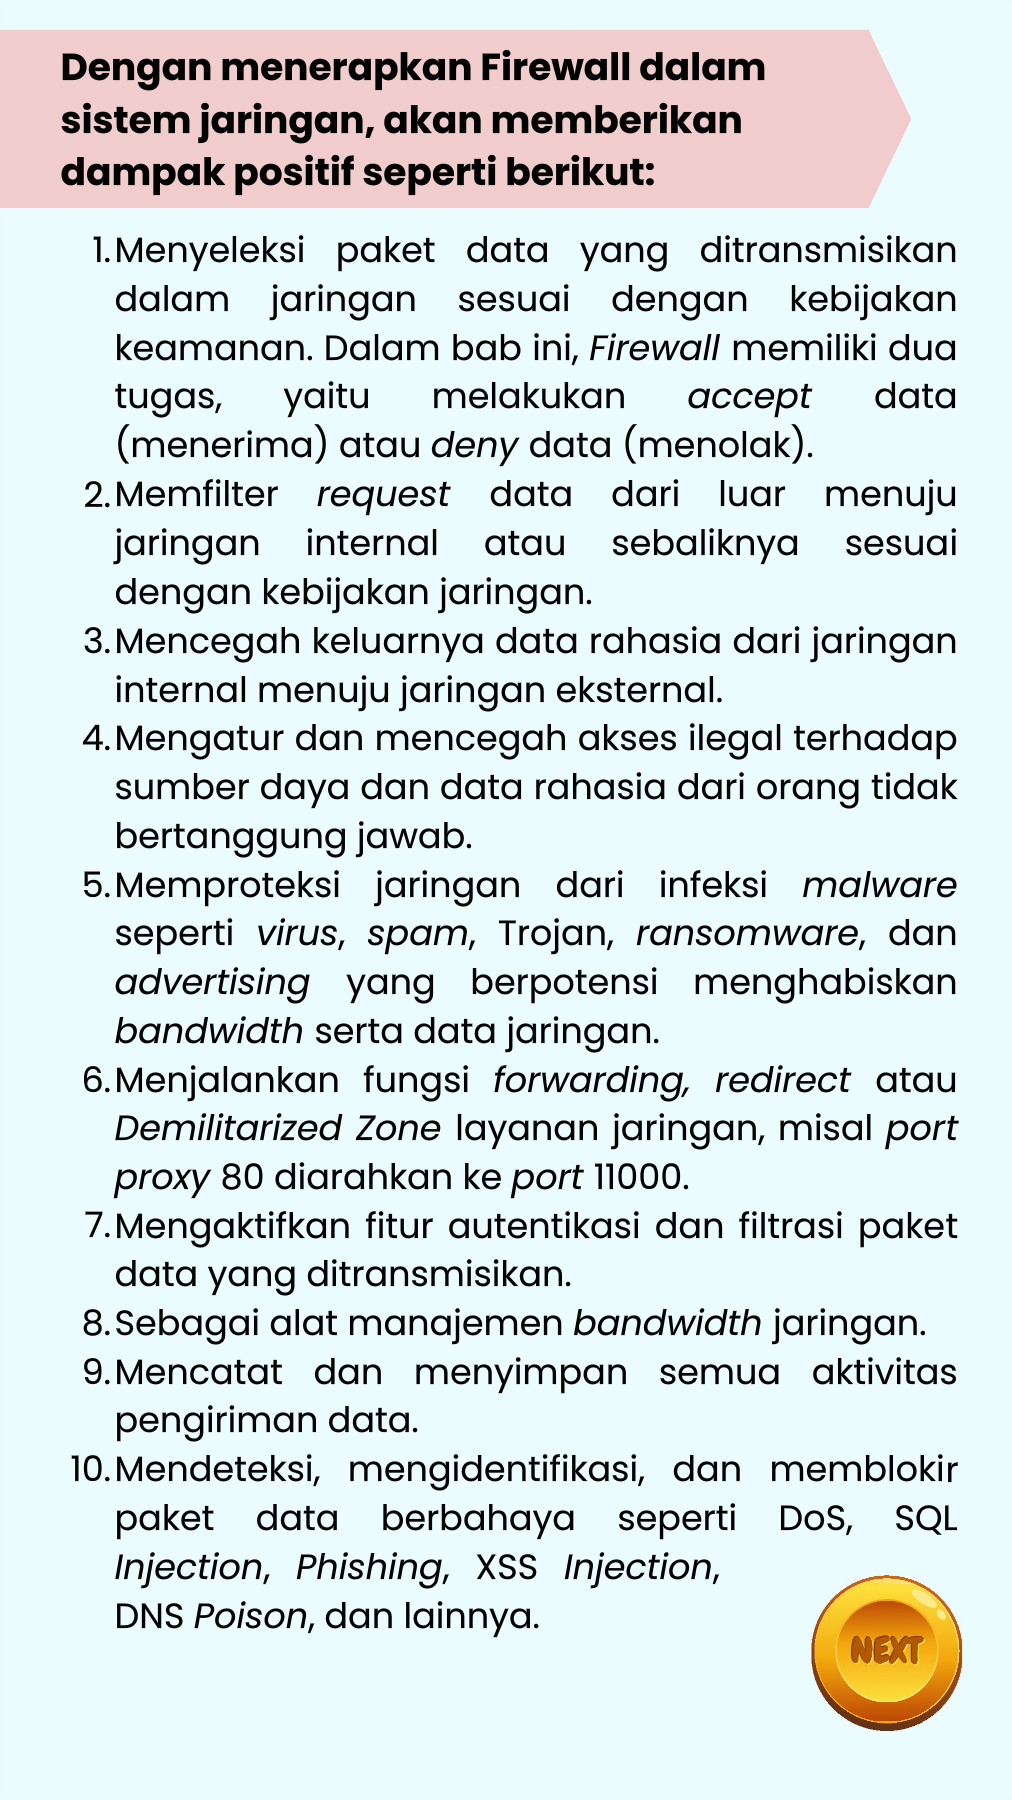 Dengan menerapkan Firewall dalam
sistem jaringan, akan memberikan
dampak positif seperti berikut:
1. Menyeleksi paket data yang ditransmisikan
dalam jaringan sesuai dengan kebijakan
keamanan. Dalam bab ini, Firewall memiliki dua
tugas, yaitu melakukan accept data
(menerima) atau deny data (menolak).
2. Memfilter request data dari luar menuju
jaringan internal atau sebaliknya sesuai
dengan kebijakan jaringan.
3. Mencegah keluarnya data rahasia dari jaringan
internal menuju jaringan eksternal.
4. Mengatur dan mencegah akses ilegal terhadap
sumber daya dan data rahasia dari orang tidak
bertanggung jawab.
5. Memproteksi jaringan dari infeksi malware
seperti virus, spam, Trojan, ransomware, dan
advertising yang berpotensi menghabiskan
bandwidth serta data jaringan.
6. Menjalankan fungsi forwarding, redirect atau
Demilitarized Zone layanan jaringan, misal port
proxy 80 diarahkan ke port 11000.
7. Mengaktifkan fitur autentikasi dan filtrasi paket
data yang ditransmisikan.
8. Sebagai alat manajemen bandwidth jaringan.
9. Mencatat dan menyimpan semua aktivitas
pengiriman data.
10. Mendeteksi, mengidentifikasi, dan memblokir
paket data berbahaya seperti DoS, SQL
Injection, Phishing, XSS Injection,
DNS Poison, dan lainnya.
NEXT